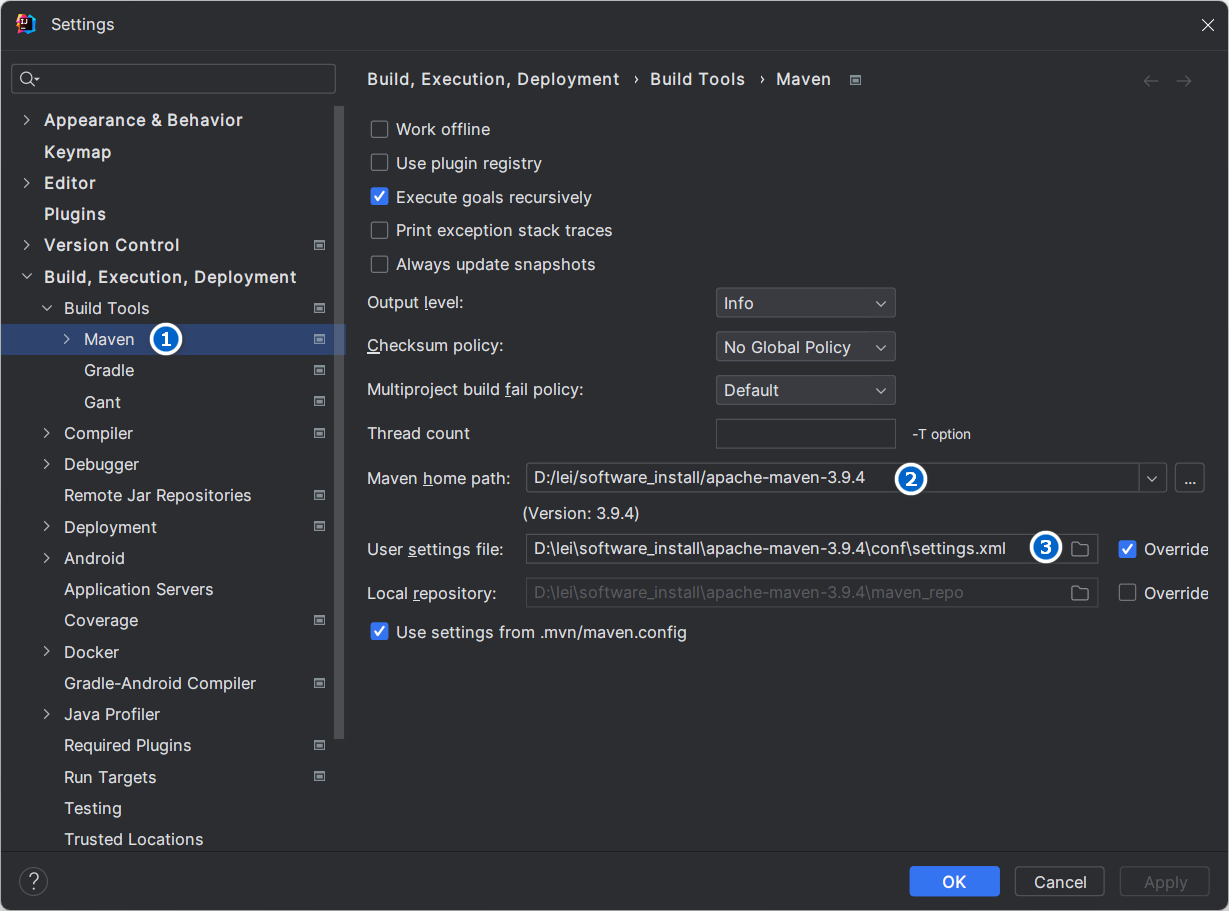 Settings
Build, Execution, Deployment › Build Tools › Maven
Appearance & Behavior
Keymap
Editor
Plugins
Version Control
Build, Execution, Deployment
Build Tools
Maven 1
Gradle
Gant
Compiler
Debugger
Remote Jar Repositories
Deployment
Android
Application Servers
Coverage
Docker
Gradle-Android Compiler
Java Profiler
Required Plugins
Run Targets
Testing
Trusted Locations
Work offline
Use plugin registry
Execute goals recursively
Print exception stack traces
Always update snapshots
Output level: Info
Checksum policy: No Global Policy
Multiproject build fail policy: Default
Thread count -T option
Maven home path: D:/lei/software_install/apache-maven-3.9.4 2 ...
(Version: 3.9.4)
User settings file: D:\lei\software_install\apache-maven-3.9.4\conf\settings.xml 3 Override
Local repository: D:\lei\software_install\apache-maven-3.9.4\maven_repo Override
Use settings from .mvn/maven.config
? OK Cancel Apply